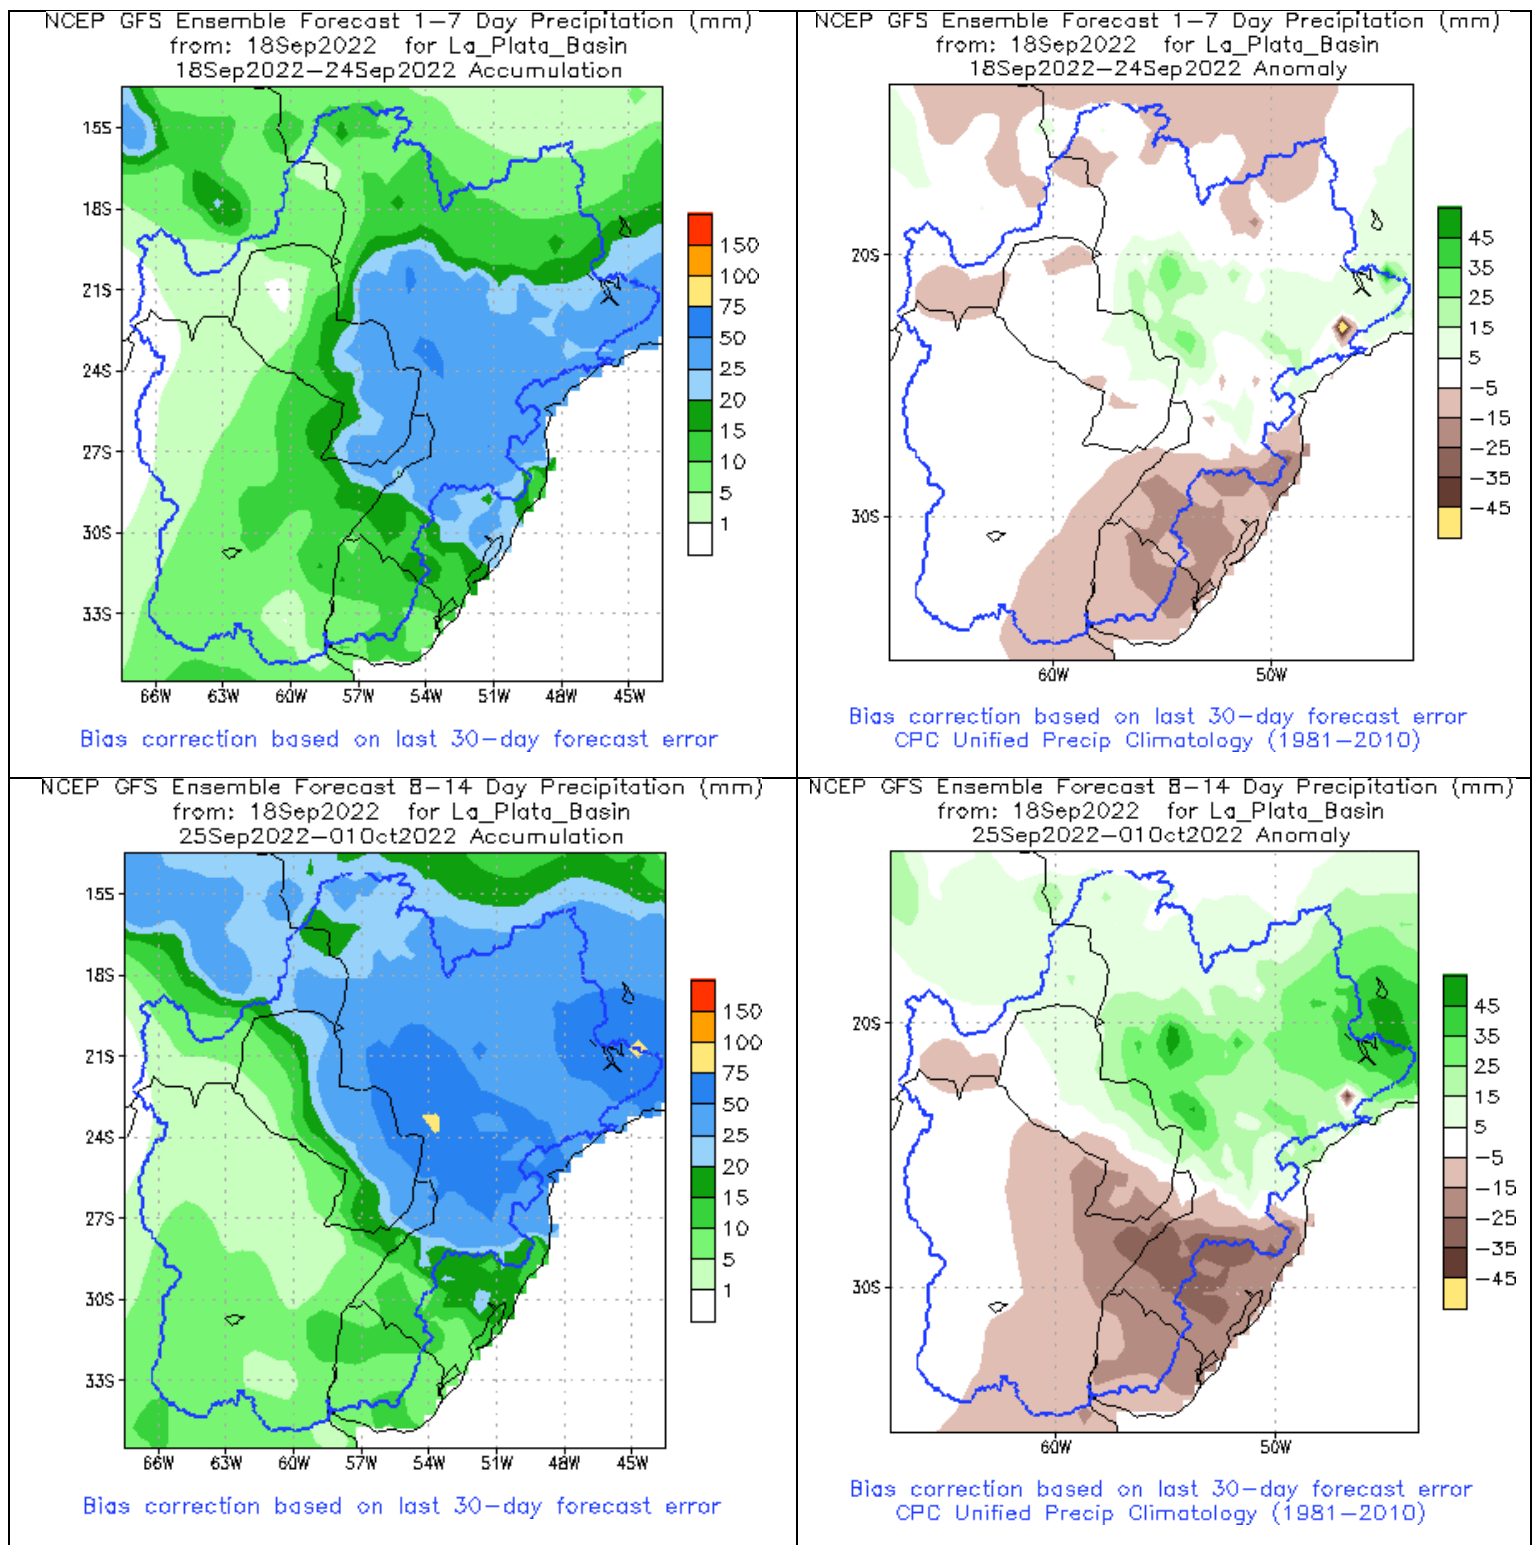 NCEP GFS Ensemble Forecast 1-7 Day Precipitation (mm)
from: 18Sep2022 for La_Plata_Basin
18Sep2022-24Sep2022 Accumulation
15S
18S
21S
24S
27S
30S
33S
66W 63W 60W 57W 54W 51W 48W 45W
150
100
75
50
25
20
15
10
5
1
Bias correction based on last 30-day forecast error
NCEP GFS Ensemble Forecast 1-7 Day Precipitation (mm)
from: 18Sep2022 for La_Plata_Basin
18Sep2022-24Sep2022 Anomaly
20S
30S
60W 50W
45
35
25
15
5
-5
-15
-25
-35
-45
Bias correction based on last 30-day forecast error
CPC Unified Precip Climatology (1981-2010)
NCEP GFS Ensemble Forecast 8-14 Day Precipitation (mm)
from: 18Sep2022 for La_Plata_Basin
25Sep2022-01Oct2022 Accumulation
15S
18S
21S
24S
27S
30S
33S
66W 63W 60W 57W 54W 51W 48W 45W
150
100
75
50
25
20
15
10
5
1
Bias correction based on last 30-day forecast error
NCEP GFS Ensemble Forecast 8-14 Day Precipitation (mm)
from: 18Sep2022 for La_Plata_Basin
25Sep2022-01Oct2022 Anomaly
20S
30S
60W 50W
45
35
25
15
5
-5
-15
-25
-35
-45
Bias correction based on last 30-day forecast error
CPC Unified Precip Climatology (1981-2010)